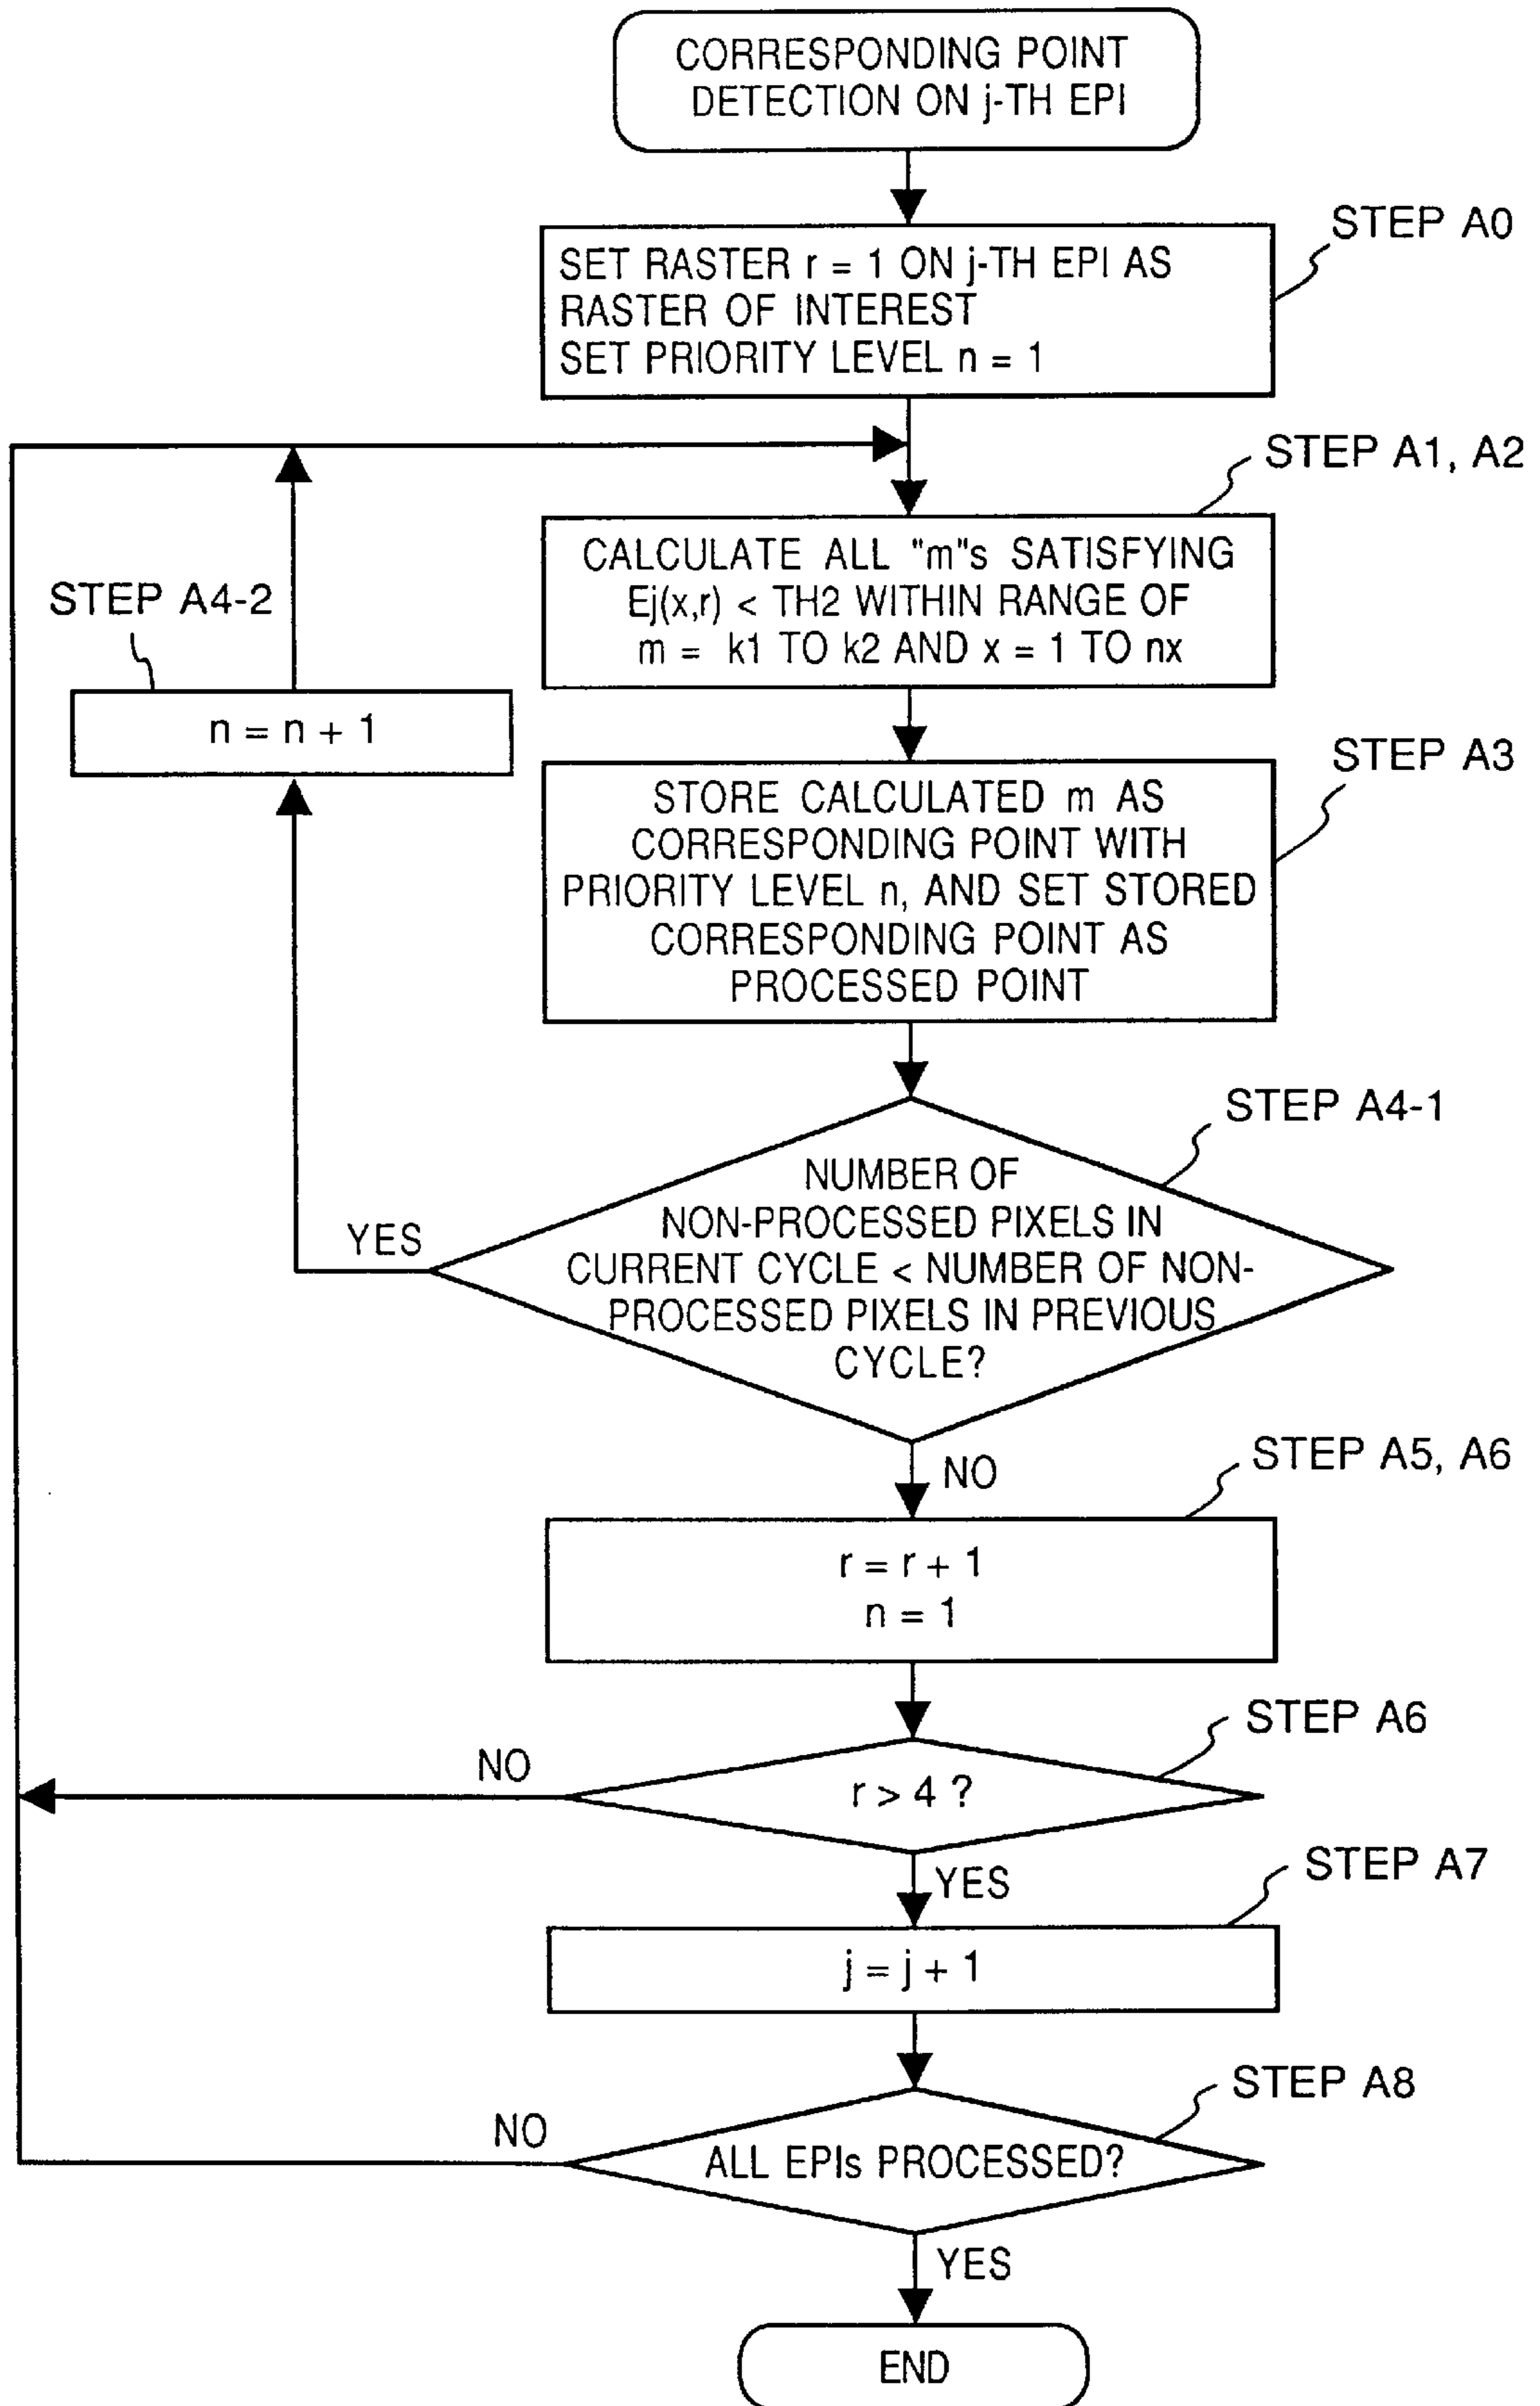 CORRESPONDING POINT
DETECTION ON j-TH EPI
STEP A0
SET RASTER r = 1 ON j-TH EPI AS
RASTER OF INTEREST
SET PRIORITY LEVEL n = 1
STEP A1, A2
CALCULATE ALL "m"s SATISFYING
Ej(x,r) < TH2 WITHIN RANGE OF
m = k1 TO k2 AND x = 1 TO nx
STEP A4-2
n = n + 1
STEP A3
STORE CALCULATED m AS
CORRESPONDING POINT WITH
PRIORITY LEVEL n, AND SET STORED
CORRESPONDING POINT AS
PROCESSED POINT
STEP A4-1
NUMBER OF
NON-PROCESSED PIXELS IN
CURRENT CYCLE < NUMBER OF NON-
PROCESSED PIXELS IN PREVIOUS
CYCLE?
YES
NO
STEP A5, A6
r = r + 1
n = 1
STEP A6
r > 4 ?
NO
YES
STEP A7
j = j + 1
STEP A8
ALL EPIs PROCESSED?
NO
YES
END